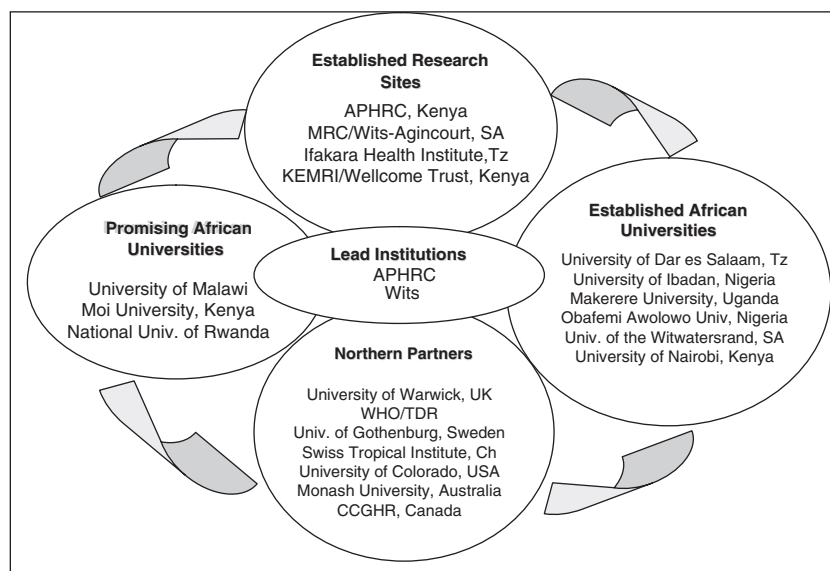 Established Research
Sites
APHRC, Kenya
MRC/Wits-Agincourt, SA
Ifakara Health Institute,Tz
KEMRI/Wellcome Trust, Kenya
Promising African
Universities
University of Malawi
Moi University, Kenya
National Univ. of Rwanda
Lead Institutions
APHRC
Wits
Established African
Universities
University of Dar es Salaam, Tz
University of Ibadan, Nigeria
Makerere University, Uganda
Obafemi Awolowo Univ, Nigeria
Univ. of the Witwatersrand, SA
University of Nairobi, Kenya
Northern Partners
University of Warwick, UK
WHO/TDR
Univ. of Gothenburg, Sweden
Swiss Tropical Institute, Ch
University of Colorado, USA
Monash University, Australia
CCGHR, Canada